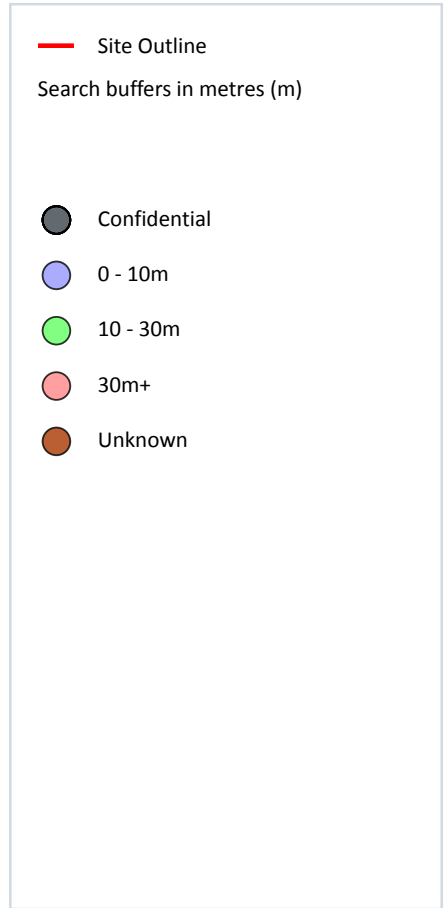 Site Outline
Search buffers in metres (m)
Confidential
0 - 10m
10 - 30m
30m+
Unknown